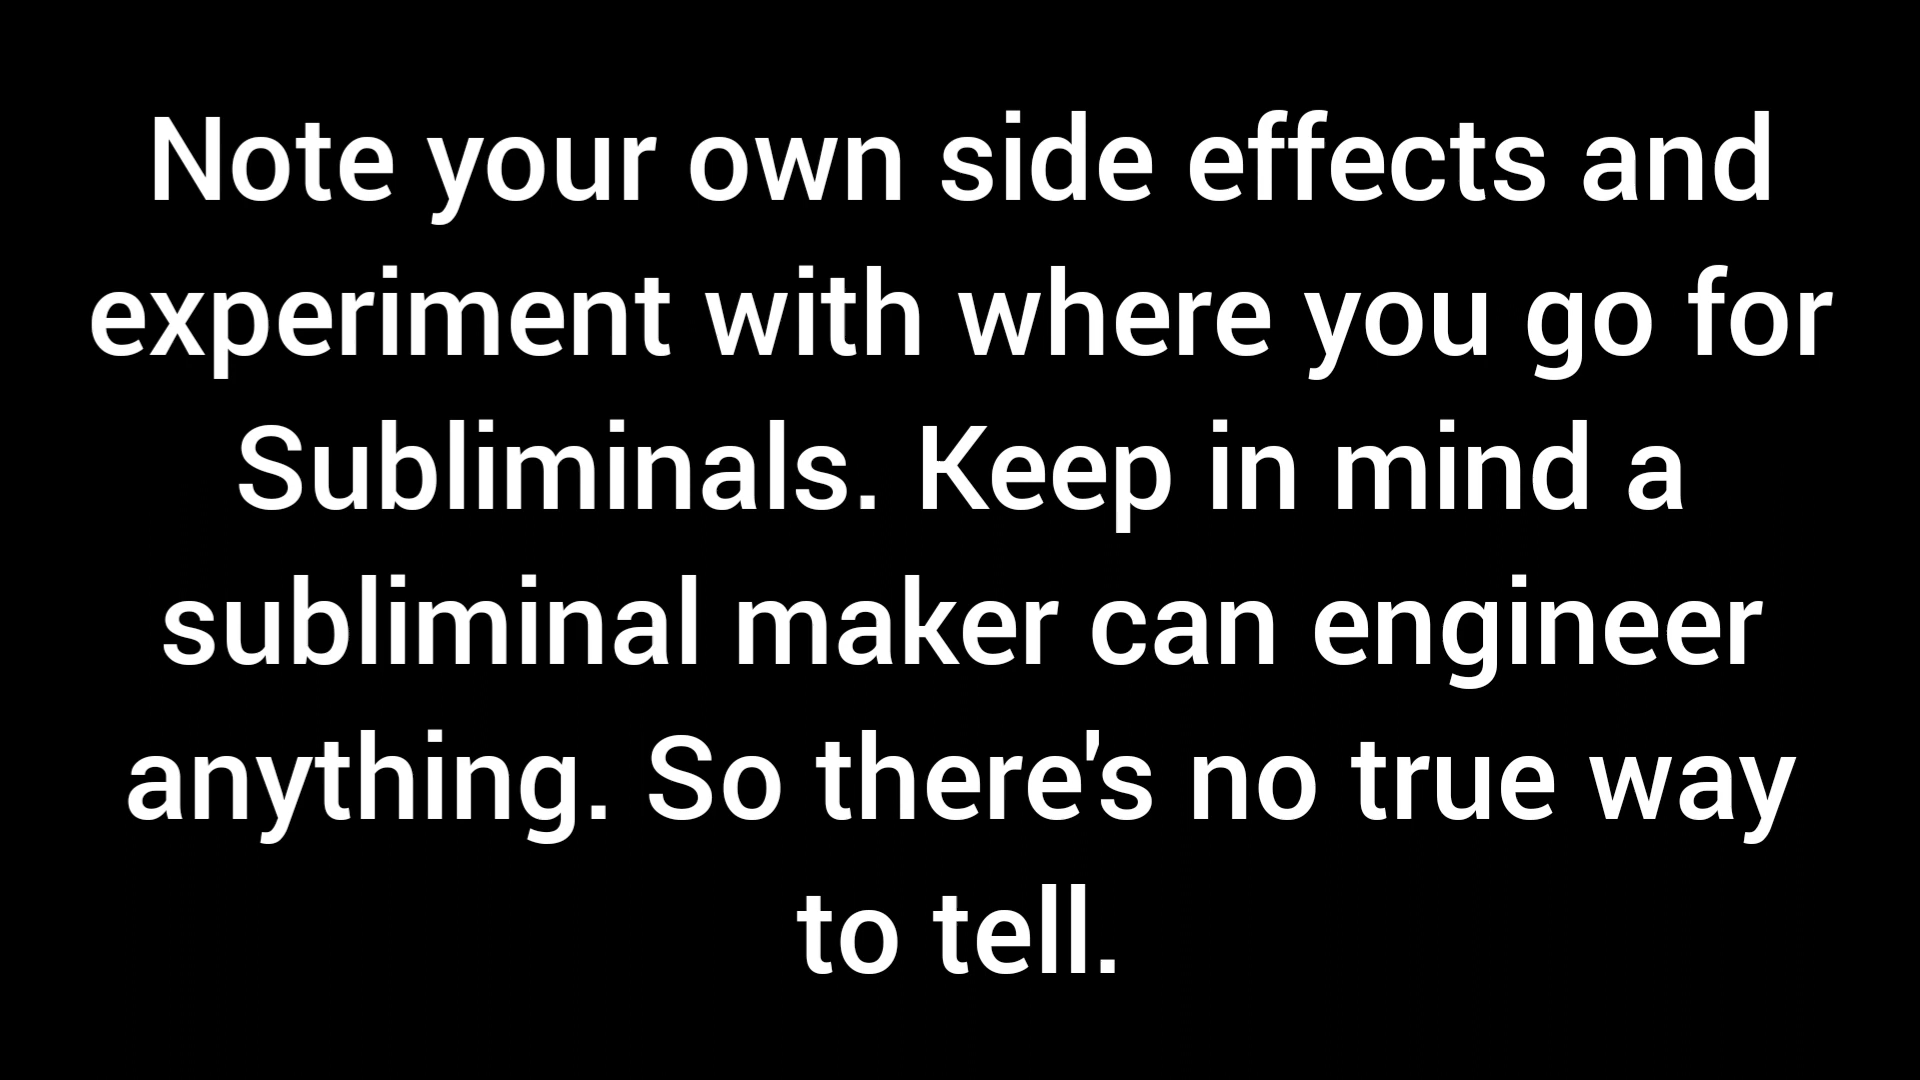 Note your own side effects and
experiment with where you go for
Subliminals. Keep in mind a
subliminal maker can engineer
anything. So there's no true way
to tell.